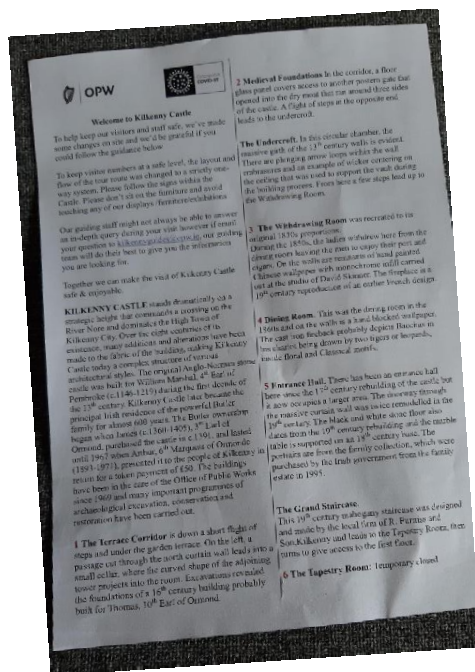 OPW
COVID-19
Welcome to Kilkenny Castle
To help keep our visitors and staff safe, we've made
some changes on site and we'd be grateful if you
could follow the guidance below
To keep visitor numbers at a safe level, the layout and
flow of the tour route was changed to a strictly one-
way system. Please follow the signs within the
Castle. Please don't sit on the furniture and avoid
touching any of our displays /furniture/exhibitions
Our guiding staff might not always be able to answer
an in-depth query during your visit however if email
your question to kilkennycastle@opw.ie, our guiding
team will do their best to give you the information
you are looking for.
Together we can make the visit of Kilkenny Castle
safe & enjoyable.
KILKENNY CASTLE stands dramatically on a
strategic height that commands a crossing on the
River Nore and dominates the High Town of
Kilkenny City. Over the eight centuries of its
existence, many additions and alterations have been
made to the fabric of the building, making Kilkenny
Castle today a complex structure of various
architectural styles. The original Anglo-Norman stone
castle was built for William Marshal, 4th Earl of
Pembroke (c.1146-1219) during the first decade of
the 13th century. Kilkenny Castle later became the
principal Irish residence of the powerful Butler
family for almost 600 years. The Butler ownership
began when James (c.1360-1405), 3rd Earl of
Ormond, purchased the castle in c.1391, and lasted
until 1967 when Arthur, 6th Marquess of Ormonde
(1893-1971), presented it to the people of Kilkenny in
return for a token payment of £50. The buildings
have been in the care of the Office of Public Works
since 1969 and many important programmes of
archaeological excavation, conservation and
restoration have been carried out.
1 The Terrace Corridor is down a short flight of
steps and under the garden terrace. On the left, a
passage cut through the north curtain wall leads into a
small cellar, where the curved shape of the adjoining
tower projects into the room. Excavations revealed
the foundations of a 16th century building probably
built for Thomas, 10th Earl of Ormond.
2 Medieval Foundations In the corridor, a floor
glass panel covers access to another postern gate that
opened into the dry moat that ran around three sides
of the castle. A flight of steps at the opposite end
leads to the undercroft.
The Undercroft. In this circular chamber, the
massive girth of the 13th century walls is evident.
There are plunging arrow loops within the wall
embrasures and an example of wicker centering on
the ceiling that was used to support the vault during
the building process. From here a few steps lead up to
the Withdrawing Room.
3 The Withdrawing Room was recreated to its
original 1830s proportions.
During the 1850s, the ladies withdrew here from the
dining room leaving the men to enjoy their port and
cigars. On the walls are remnants of hand painted
Chinese wallpaper with monochrome infill carried
out at the studio of David Skinner. The fireplace is a
19th century reproduction of an earlier French design.
4 Dining Room. This was the dining room in the
1860s and on the walls is a hand blocked wallpaper.
The cast iron fireback probably depicts Bacchus in
a chariot being drawn by two tigers or leopards,
inside floral and Classical motifs.
5 Entrance Hall. There has been an entrance hall
here since the 17th century rebuilding of the castle but
it now occupies a larger area. The doorway through
the massive curtain wall was twice remodelled in the
19th century. The black and white stone floor also
dates from the 19th century rebuilding and the marble
table is supported on an 18th century base. The
portraits are from the family collection, which were
purchased by the Irish government from the family
estate in 1995.
The Grand Staircase.
This 19th century mahogany staircase was designed
and made by the local firm of R. Furniss and
Son,Kilkenny and leads to the Tapestry Room, then
turns to give access to the first floor.
6 The Tapestry Room: Temporary closed